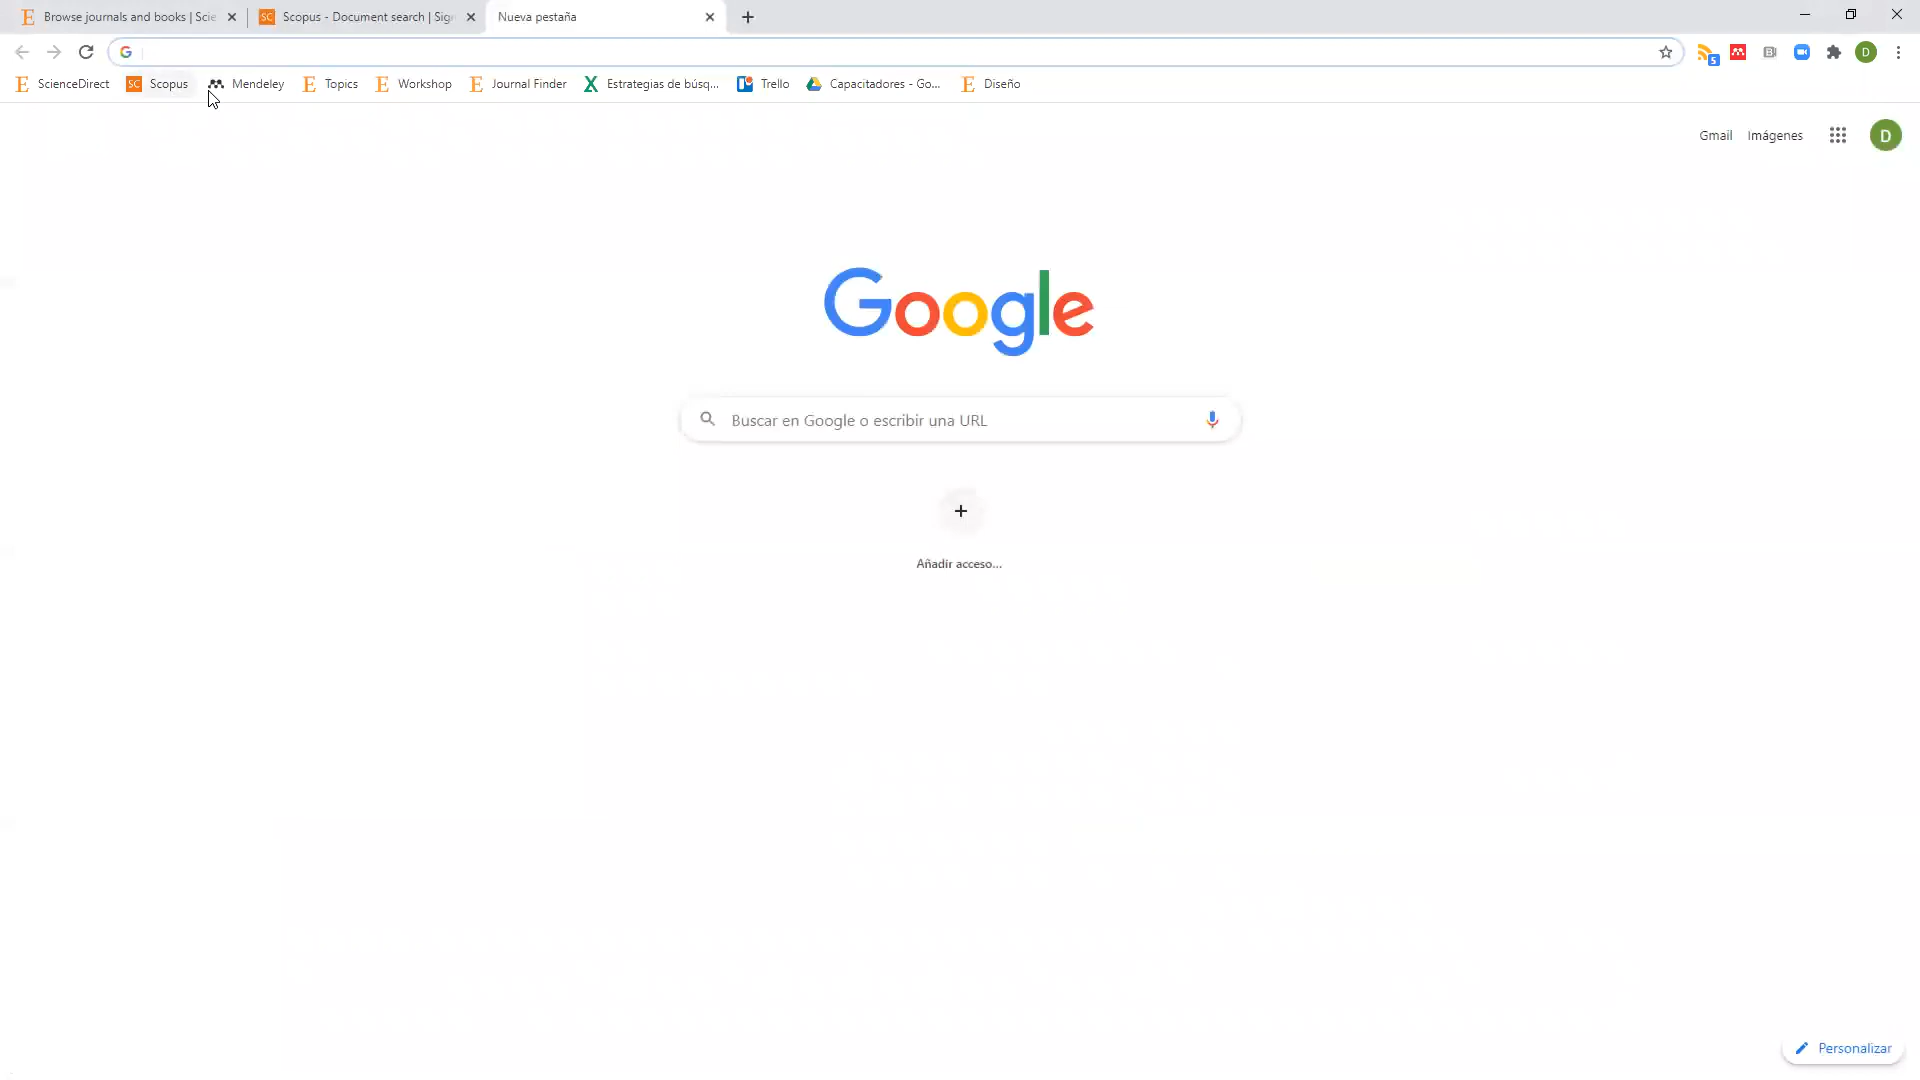 Browse journals and books | Scie
Scopus - Document search | Sign
Nueva pestaña
ScienceDirect
Scopus
Mendeley
Topics
Workshop
Journal Finder
Estrategias de búsq...
Trello
Capacitadores - Go...
Diseño
Gmail
Imágenes
D
Google
Buscar en Google o escribir una URL
Añadir acceso...
Personalizar